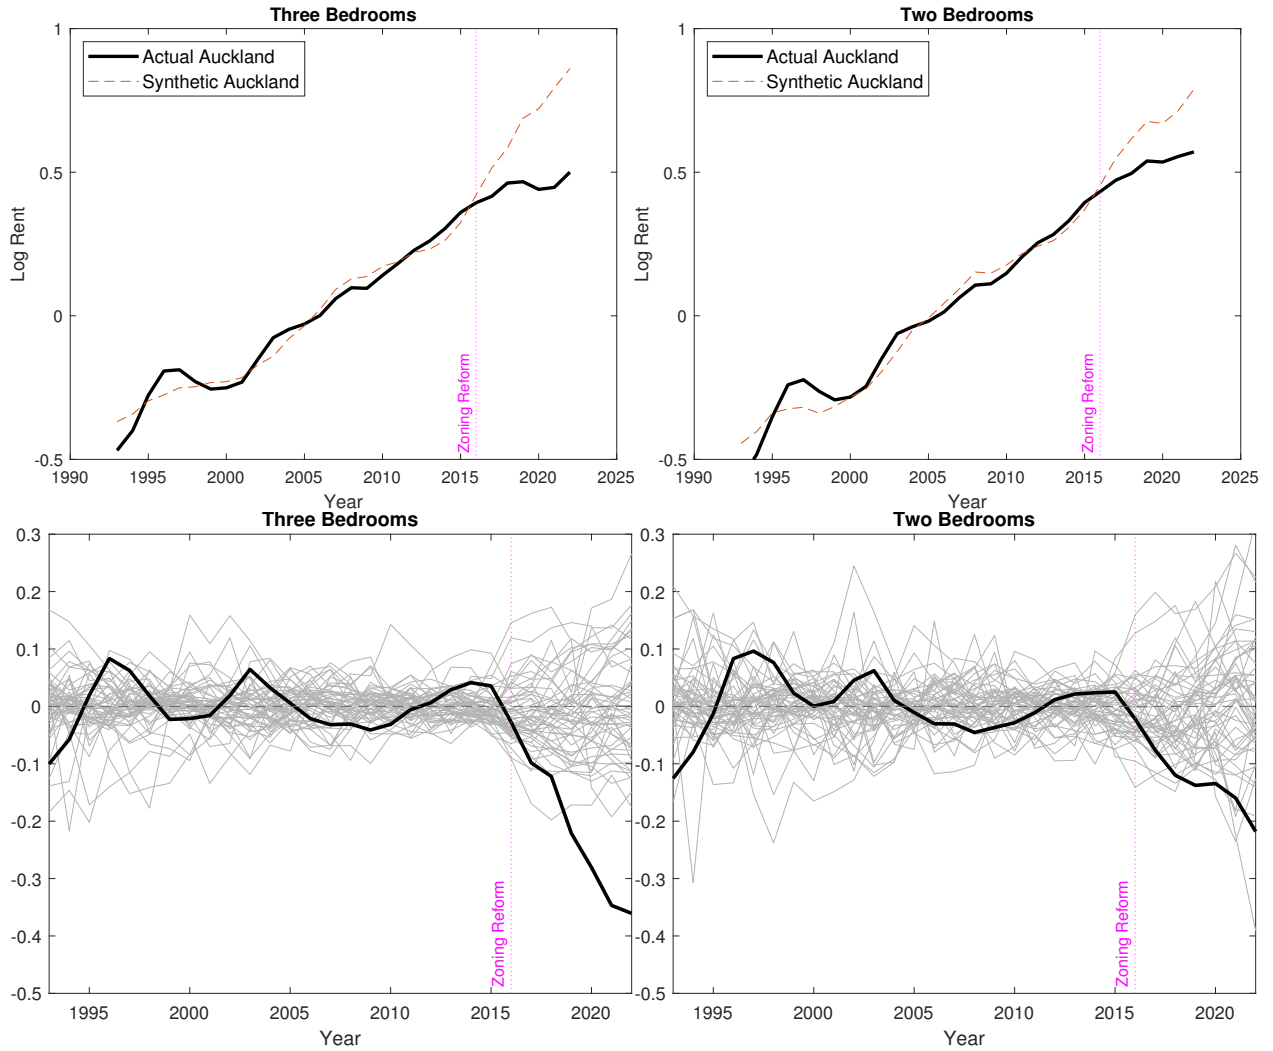 Three Bedrooms
1
0.5
0
-0.5
Log Rent
Actual Auckland
Synthetic Auckland
Zoning Reform
1990 1995 2000 2005 2010 2015 2020 2025
Year
Two Bedrooms
1
0.5
0
-0.5
Log Rent
Actual Auckland
Synthetic Auckland
Zoning Reform
1990 1995 2000 2005 2010 2015 2020 2025
Year
Three Bedrooms
0.3
0.2
0.1
0
-0.1
-0.2
-0.3
-0.4
-0.5
Zoning Reform
1995 2000 2005 2010 2015 2020
Year
Two Bedrooms
0.3
0.2
0.1
0
-0.1
-0.2
-0.3
-0.4
-0.5
Zoning Reform
1995 2000 2005 2010 2015 2020
Year